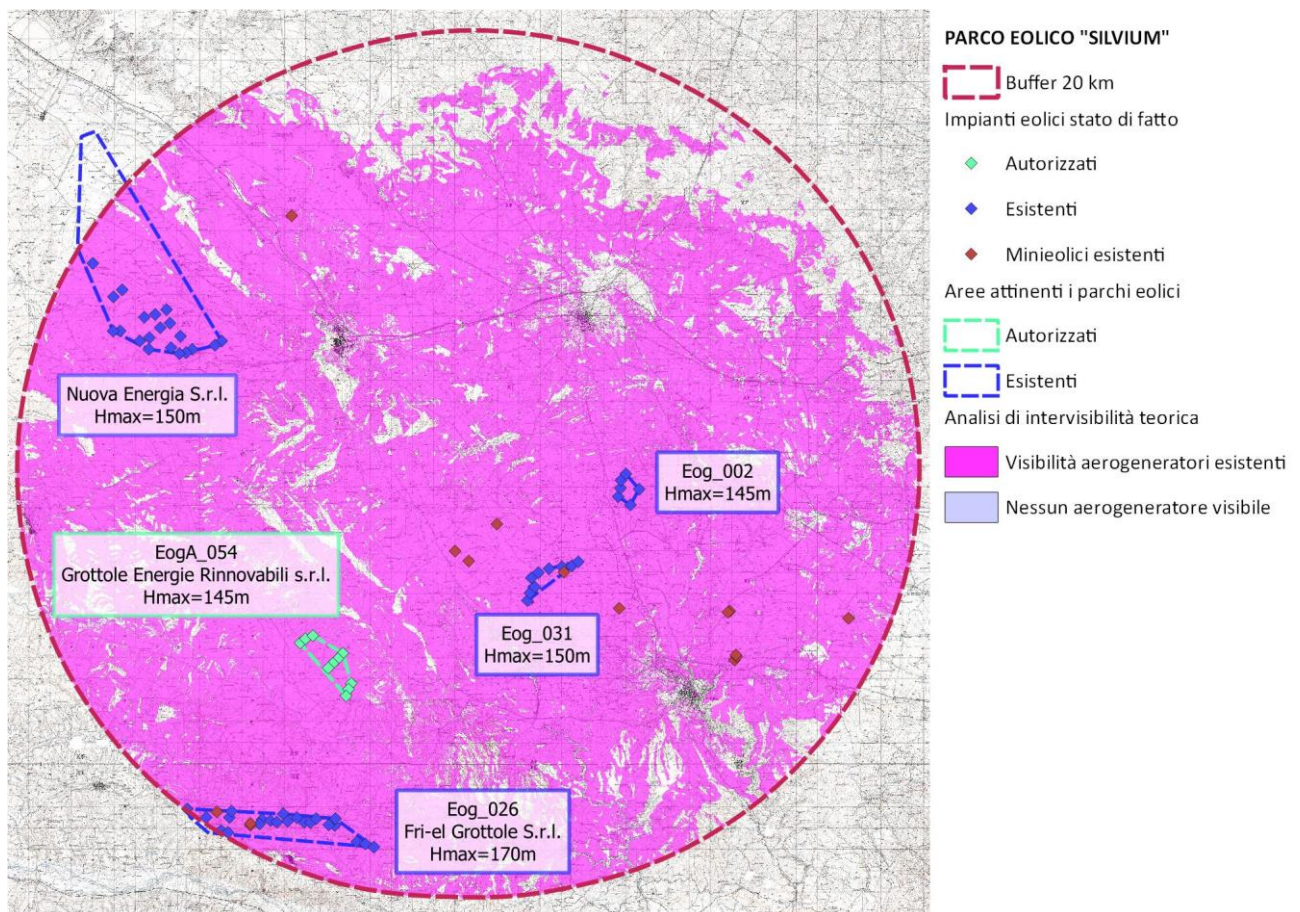 PARCO EOLICO "SILVIUM"
Buffer 20 km
Impianti eolici stato di fatto
Autorizzati
Esistenti
Minieolici esistenti
Aree attinenti i parchi eolici
Autorizzati
Esistenti
Analisi di intervisibilità teorica
Visibilità aerogeneratori esistenti
Nessun aerogeneratore visibile
Nuova Energia S.r.l.
Hmax=150m
Eog_002
Hmax=145m
EogA_054
Grottole Energie Rinnovabili s.r.l.
Hmax=145m
Eog_031
Hmax=150m
Eog_026
Fri-el Grottole S.r.l.
Hmax=170m